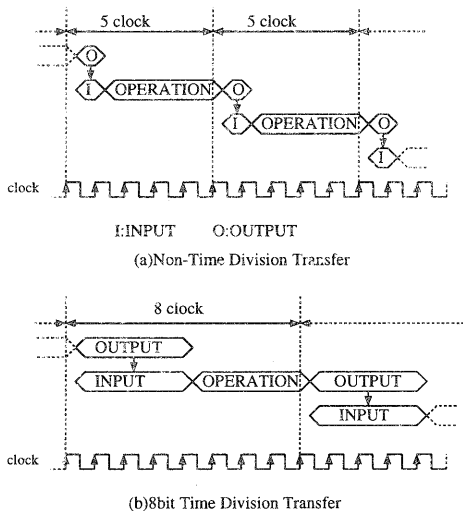 5 clock 5 clock
O
I OPERATION O
I OPERATION O
I
clock
I:INPUT O:OUTPUT
(a)Non-Time Division Transfer
8 clock
OUTPUT
INPUT OPERATION OUTPUT
INPUT
clock
(b)8bit Time Division Transfer